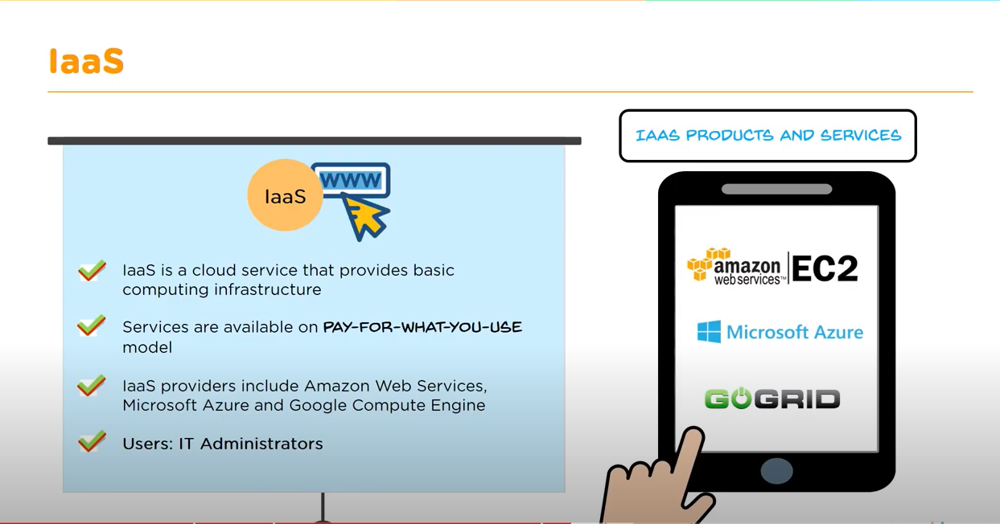 IaaS
IAAS PRODUCTS AND SERVICES
WWW
IaaS
IaaS is a cloud service that provides basic
computing infrastructure
Services are available on PAY-FOR-WHAT-YOU-USE
model
IaaS providers include Amazon Web Services,
Microsoft Azure and Google Compute Engine
Users: IT Administrators
amazon
webservices™
EC2
Microsoft Azure
GOGRID